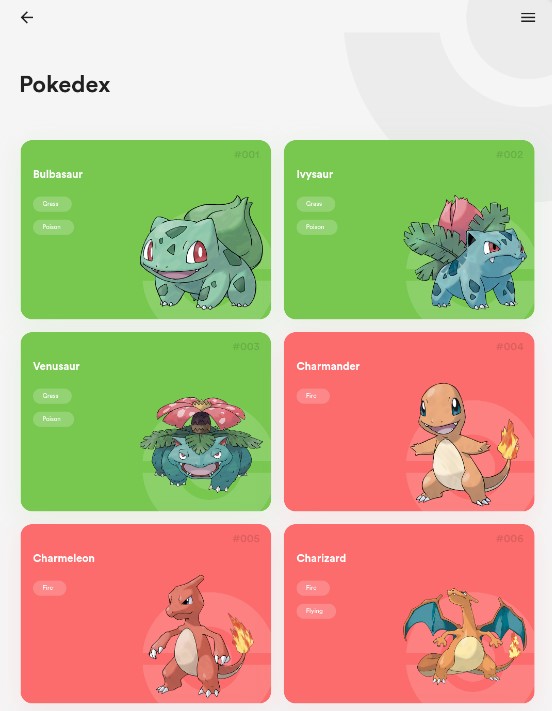 Pokedex
#001
Bulbasaur
Grass
Poison
#002
Ivysaur
Grass
Poison
#003
Venusaur
Grass
Poison
#004
Charmander
Fire
#005
Charmeleon
Fire
#006
Charizard
Fire
Flying